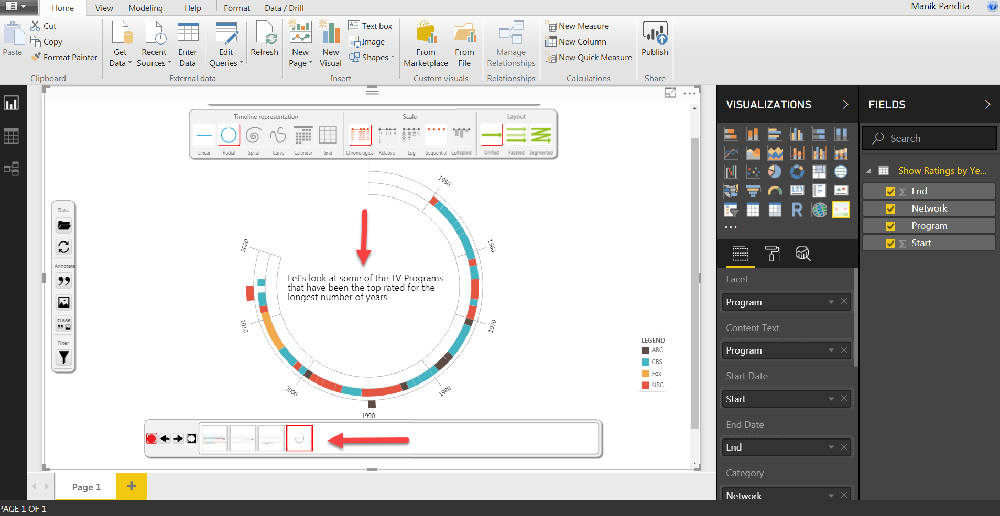 Home View Modeling Help Format Data / Drill Manik Pandita ?
Paste
Cut
Copy
Format Painter
Clipboard
Get Data
Recent Sources
Enter Data
Edit Queries
Refresh
External data
New Page
New Visual
Text box
Image
Shapes
Insert
From Marketplace
From File
Custom visuals
Manage Relationships
Relationships
New Measure
New Column
New Quick Measure
Calculations
Publish
Share
Timeline representation Scale Layout
Linear Radial Spiral Curve Calendar Grid Chronological Relative Log Sequential Collapsed Unified Faceted Segmented
Data
Annotate
CLEAR
Filter
1950
1960
1970
1980
1990
2000
2010
2020
Let's look at some of the TV Programs
that have been the top rated for the
longest number of years
LEGEND
ABC
CBS
Fox
NBC
Page 1 +
PAGE 1 OF 1
VISUALIZATIONS
123
R
Facet
Program
Content Text
Program
Start Date
Start
End Date
End
Category
Network
FIELDS
Search
Show Ratings by Ye...
Σ End
Network
Program
Σ Start